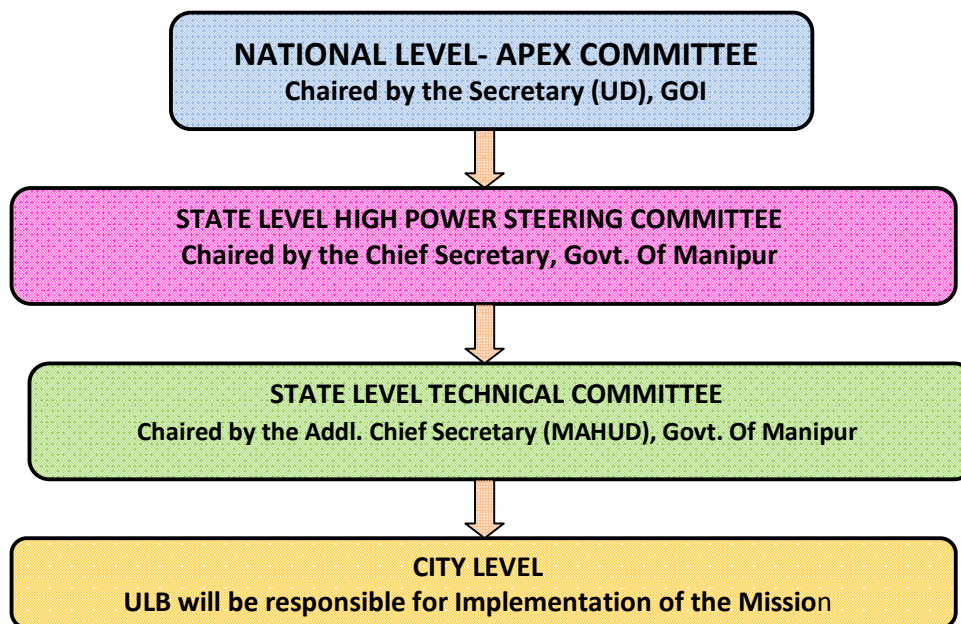 NATIONAL LEVEL- APEX COMMITTEE
Chaired by the Secretary (UD), GOI
STATE LEVEL HIGH POWER STEERING COMMITTEE
Chaired by the Chief Secretary, Govt. Of Manipur
STATE LEVEL TECHNICAL COMMITTEE
Chaired by the Addl. Chief Secretary (MAHUD), Govt. Of Manipur
CITY LEVEL
ULB will be responsible for Implementation of the Mission